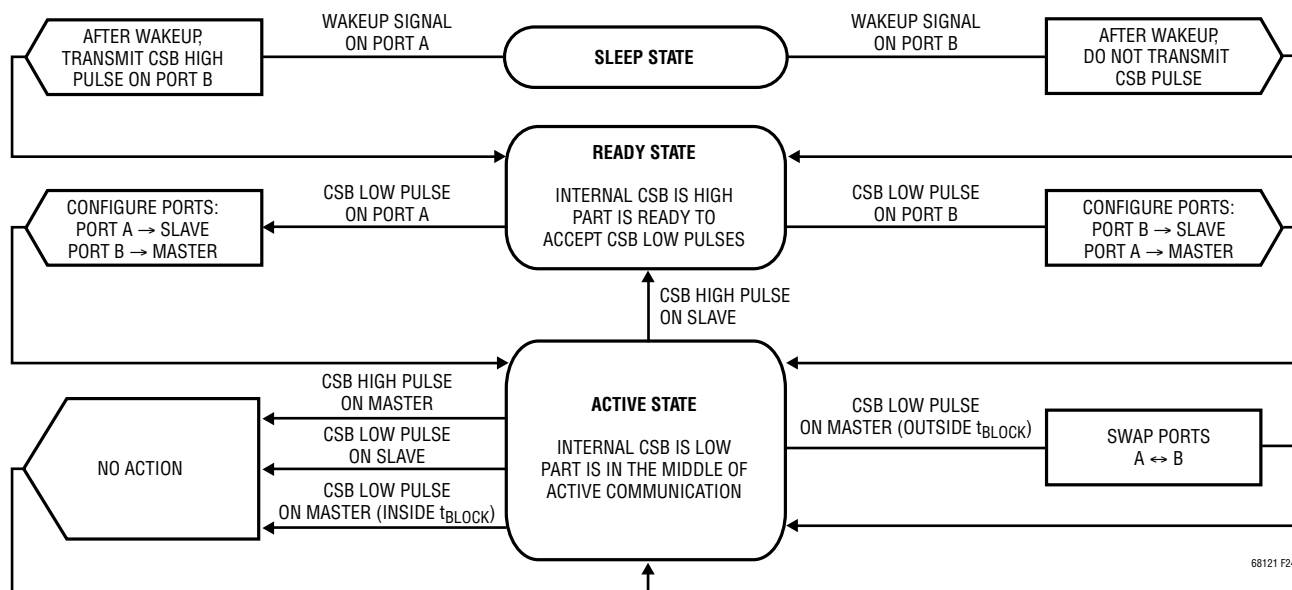 AFTER WAKEUP,
TRANSMIT CSB HIGH
PULSE ON PORT B
WAKEUP SIGNAL
ON PORT A
SLEEP STATE
WAKEUP SIGNAL
ON PORT B
AFTER WAKEUP,
DO NOT TRANSMIT
CSB PULSE
CONFIGURE PORTS:
PORT A → SLAVE
PORT B → MASTER
CSB LOW PULSE
ON PORT A
READY STATE
INTERNAL CSB IS HIGH
PART IS READY TO
ACCEPT CSB LOW PULSES
CSB LOW PULSE
ON PORT B
CONFIGURE PORTS:
PORT B → SLAVE
PORT A → MASTER
CSB HIGH PULSE
ON SLAVE
NO ACTION
CSB HIGH PULSE
ON MASTER
CSB LOW PULSE
ON SLAVE
CSB LOW PULSE
ON MASTER (INSIDE tBLOCK)
ACTIVE STATE
INTERNAL CSB IS LOW
PART IS IN THE MIDDLE OF
ACTIVE COMMUNICATION
CSB LOW PULSE
ON MASTER (OUTSIDE tBLOCK)
SWAP PORTS
A ↔ B
68121 F24